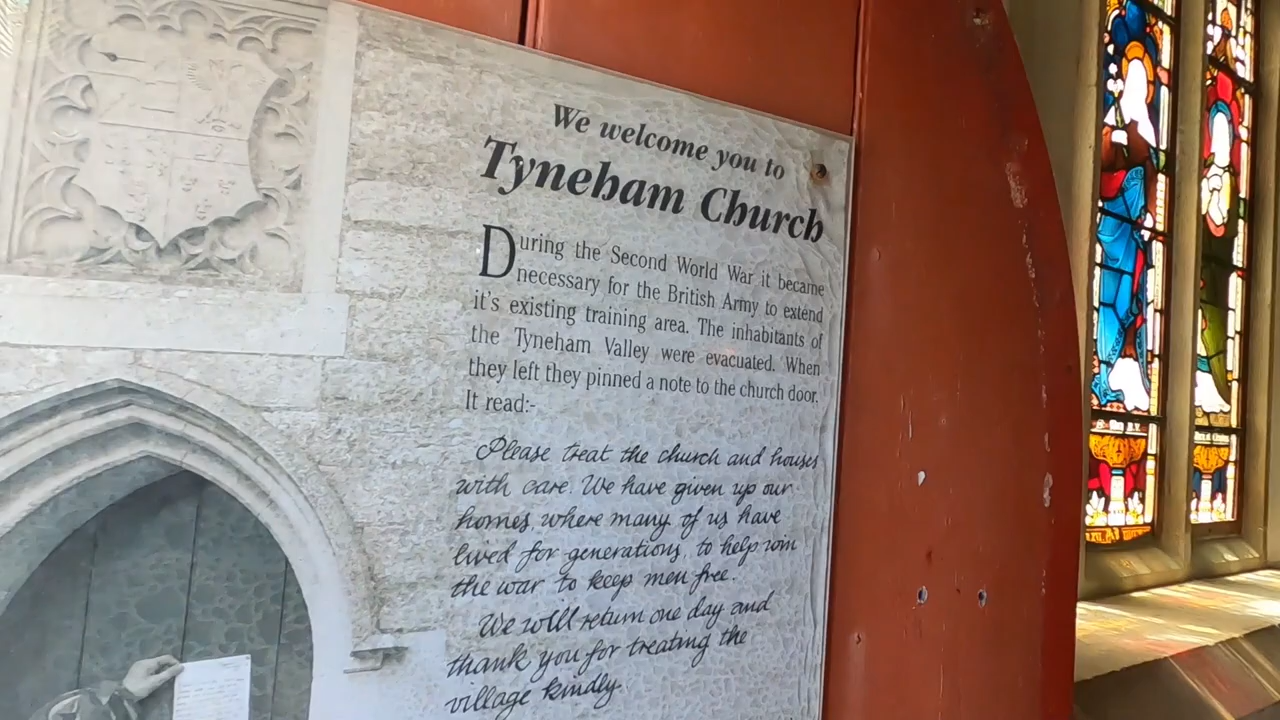 We welcome you to
Tyneham Church
During the Second World War it became
necessary for the British Army to extend
it's existing training area. The inhabitants of
the Tyneham Valley were evacuated. When
they left they pinned a note to the church door.
It read:-
Please treat the church and houses
with care. We have given up our
homes, where many of us have
lived for generations, to help win
the war to keep men free.
We will return one day and
thank you for treating the
village kindly.